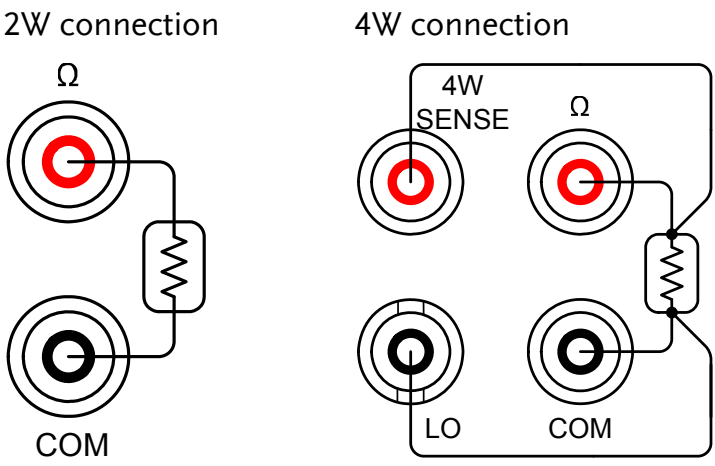 2W connection
4W connection
Ω
4W
SENSE
Ω
COM
LO
COM